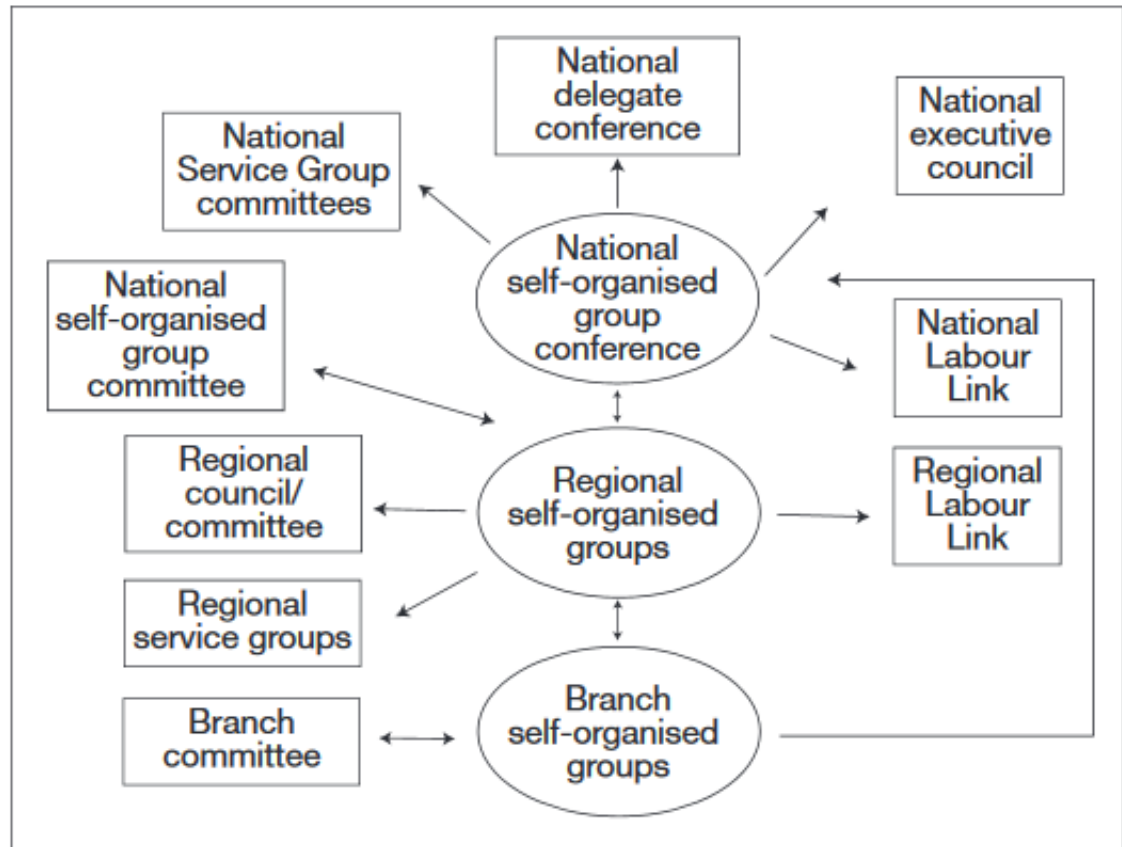 National
delegate
conference
National
executive
council
National
Service Group
committees
National
self-organised
group
conference
National
self-organised
group
committee
National
Labour
Link
Regional
council/
committee
Regional
self-organised
groups
Regional
Labour
Link
Regional
service groups
Branch
committee
Branch
self-organised
groups